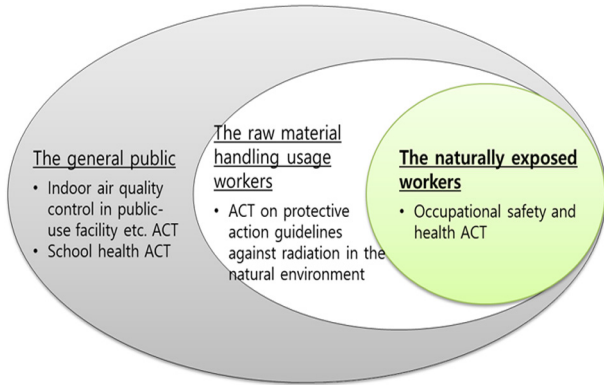 The general public
• Indoor air quality
control in public-
use facility etc. ACT
• School health ACT
The raw material
handling usage
workers
• ACT on protective
action guidelines
against radiation in the
natural environment
The naturally exposed
workers
• Occupational safety and
health ACT